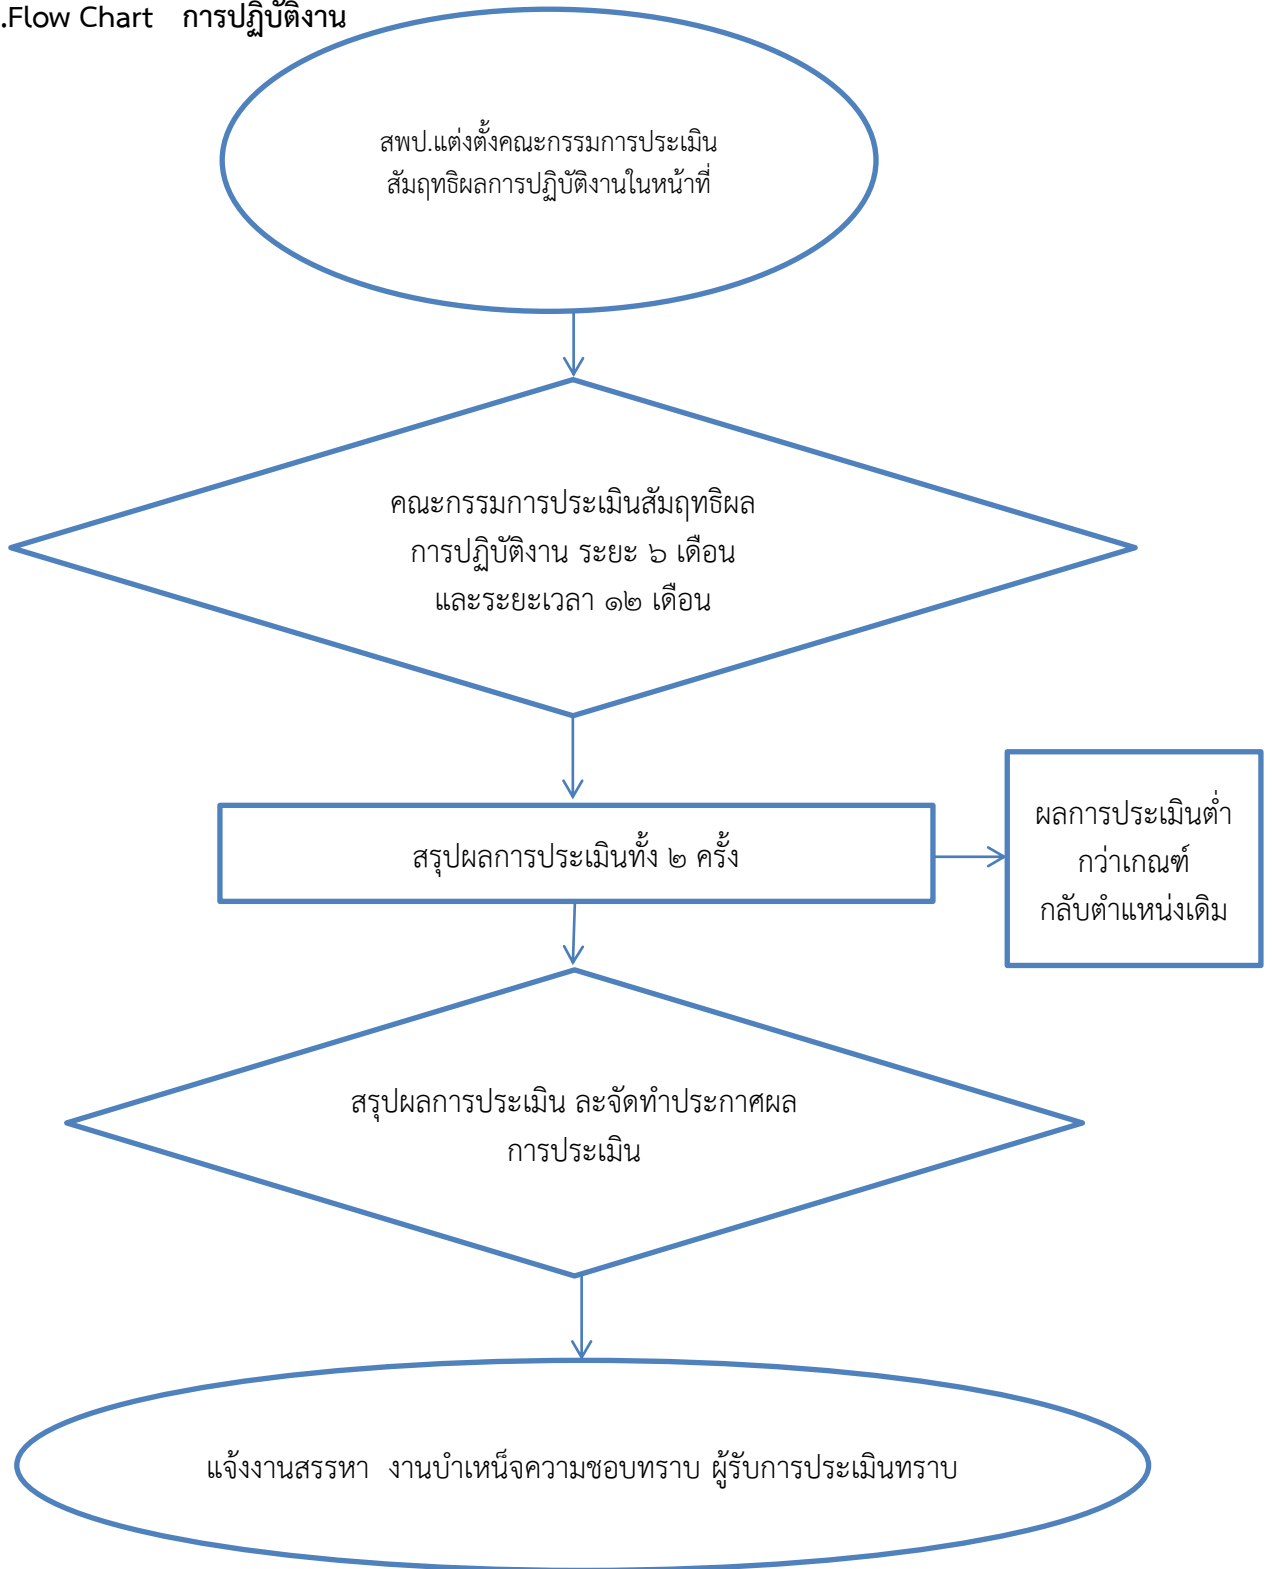 .Flow Chart การปฏิบัติงาน
สพป.แต่งตั้งคณะกรรมการประเมิน
สัมฤทธิผลการปฏิบัติงานในหน้าที่
คณะกรรมการประเมินสัมฤทธิผล
การปฏิบัติงาน ระยะ ๖ เดือน
และระยะเวลา ๑๒ เดือน
สรุปผลการประเมินทั้ง ๒ ครั้ง
ผลการประเมินต่ำ
กว่าเกณฑ์
กลับตำแหน่งเดิม
สรุปผลการประเมิน ละจัดทำประกาศผล
การประเมิน
แจ้งงานสรรหา งานบำเหน็จความชอบทราบ ผู้รับการประเมินทราบ